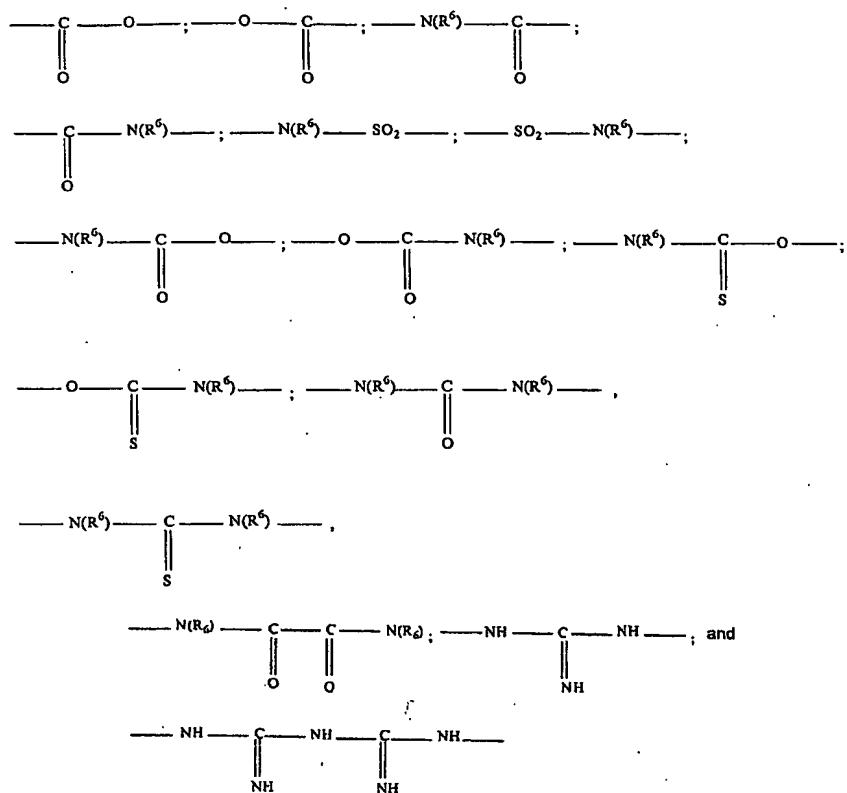 C O ; O C ; N(R⁶) C ;
O O O
C N(R⁶) ; N(R⁶) SO₂ ; SO₂ N(R⁶) ;
O
N(R⁶) C O ; O C N(R⁶) ; N(R⁶) C O ;
O O S
O C N(R⁶) ; N(R⁶) C N(R⁶) ,
S O
N(R⁶) C N(R⁶) ,
S
N(R₆) C C N(R₆) ; NH C NH ; and
O O NH
NH C NH C NH
NH NH